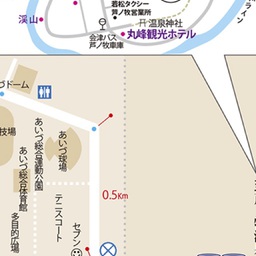 若松タクシー
芦ノ牧営業所
渓山
温泉神社
会津バス
芦ノ牧車庫
丸峰観光ホテル
ライン
づドーム
技場
あいづ球場
あいづ総合運動公園
あいづ総合体育館
多目的広場
テニスコート
セブン
0.5Km